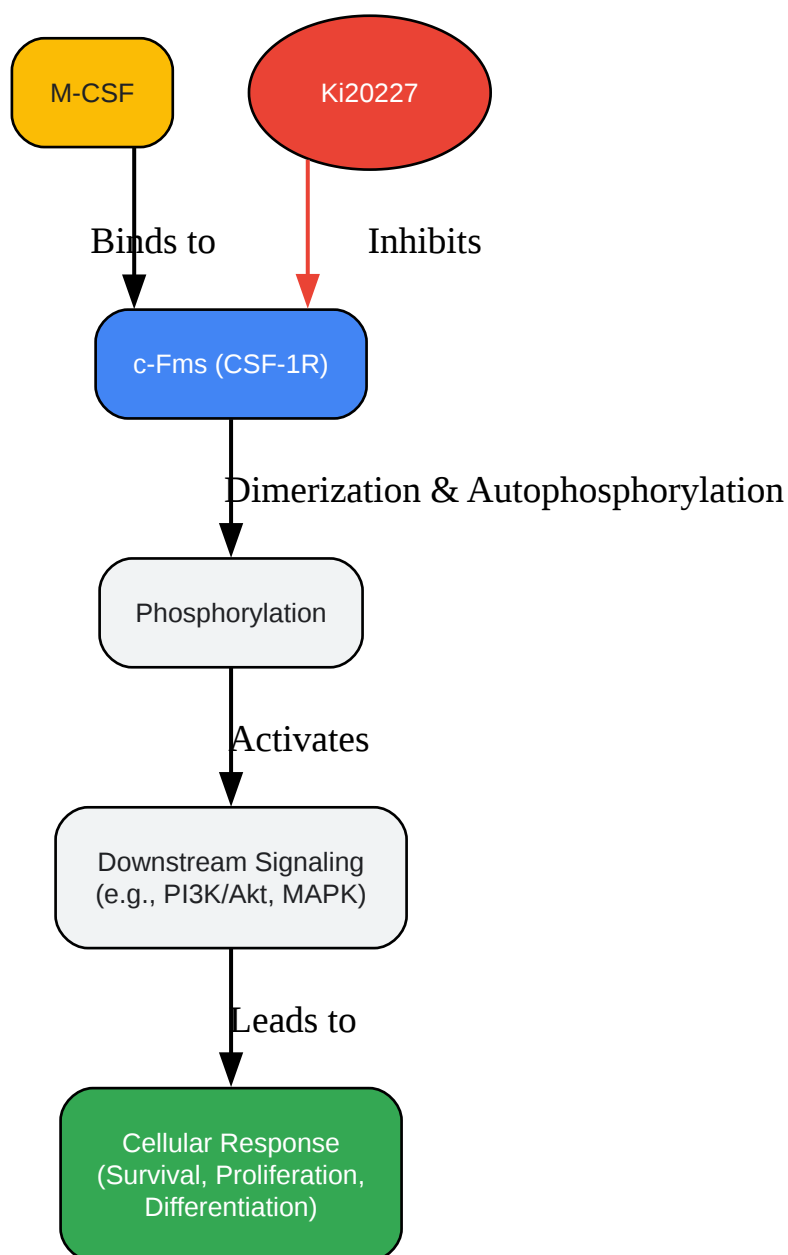 M-CSF
Ki20227
Binds to
Inhibits
c-Fms (CSF-1R)
Dimerization & Autophosphorylation
Phosphorylation
Activates
Downstream Signaling
(e.g., PI3K/Akt, MAPK)
Leads to
Cellular Response
(Survival, Proliferation,
Differentiation)